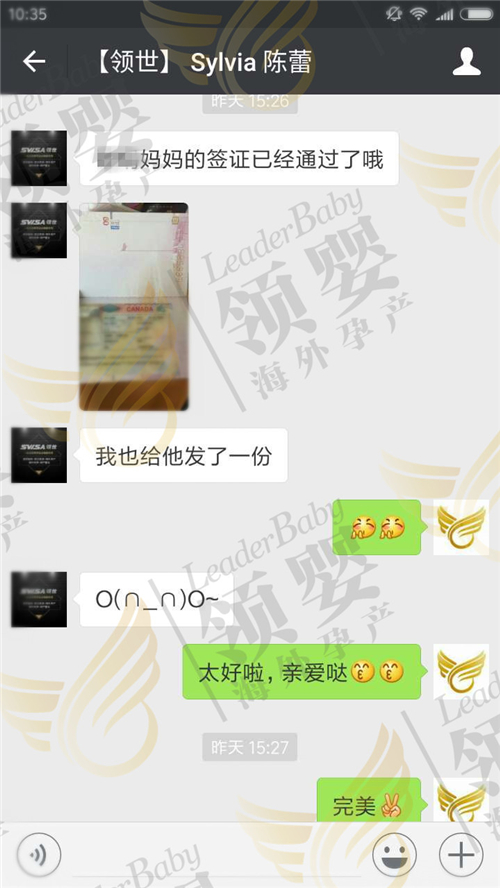 10:35
【领世】 Sylvia 陈蕾
昨天 15:26
妈妈的签证已经通过了哦
CANADA
我也给他发了一份
O(∩_∩)O~
太好啦，亲爱哒
昨天 15:27
完美
LeaderBaby
领婴
海外孕产